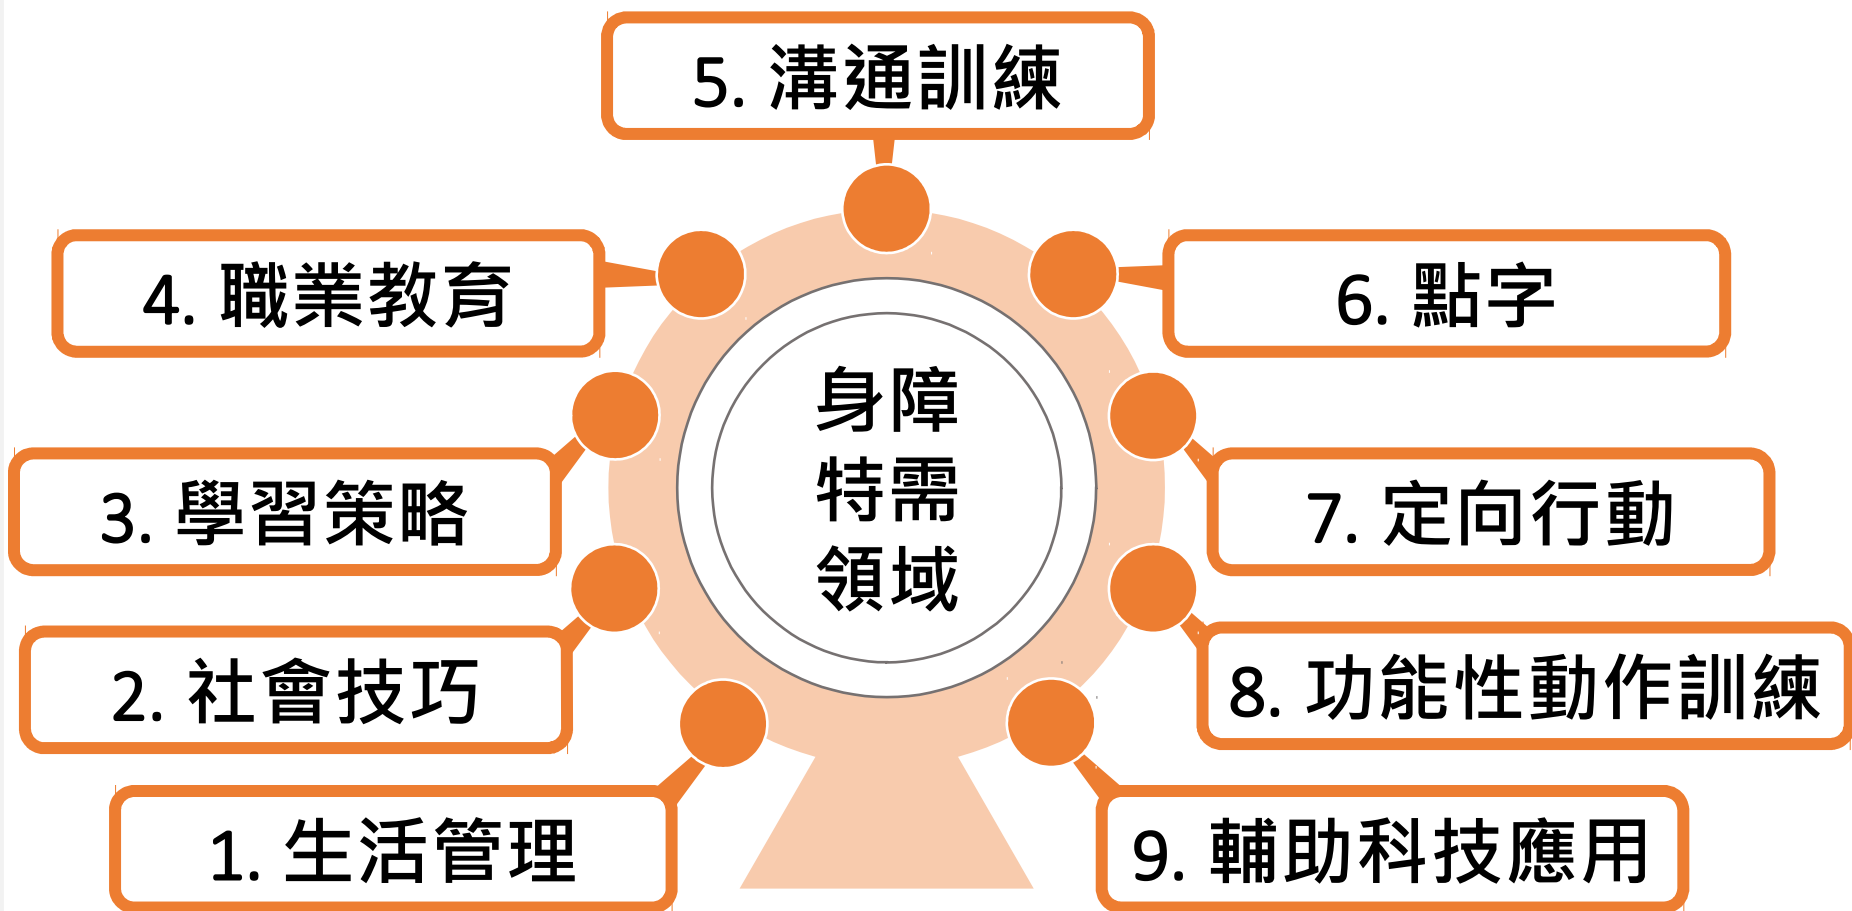 5. 溝通訓練
4. 職業教育
6. 點字
身障
特需
領域
3. 學習策略
7. 定向行動
2. 社會技巧
8. 功能性動作訓練
1. 生活管理
9. 輔助科技應用